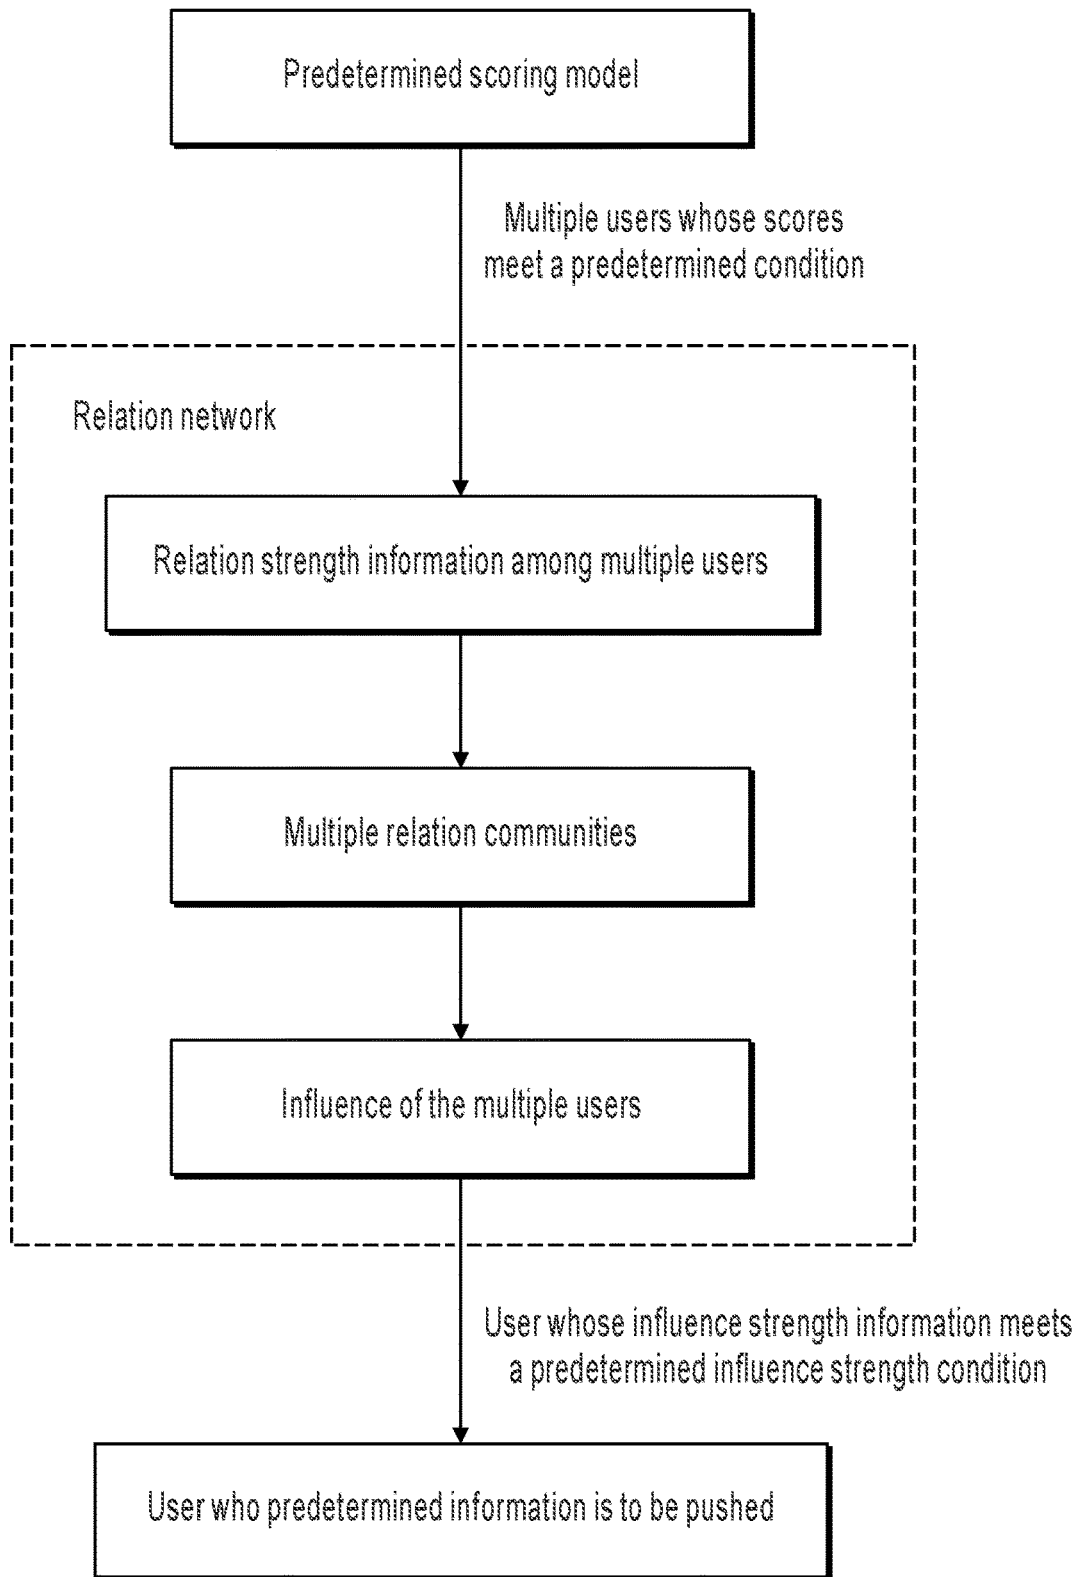 Predetermined scoring model
Multiple users whose scores
meet a predetermined condition
Relation network
Relation strength information among multiple users
Multiple relation communities
Influence of the multiple users
User whose influence strength information meets
a predetermined influence strength condition
User who predetermined information is to be pushed